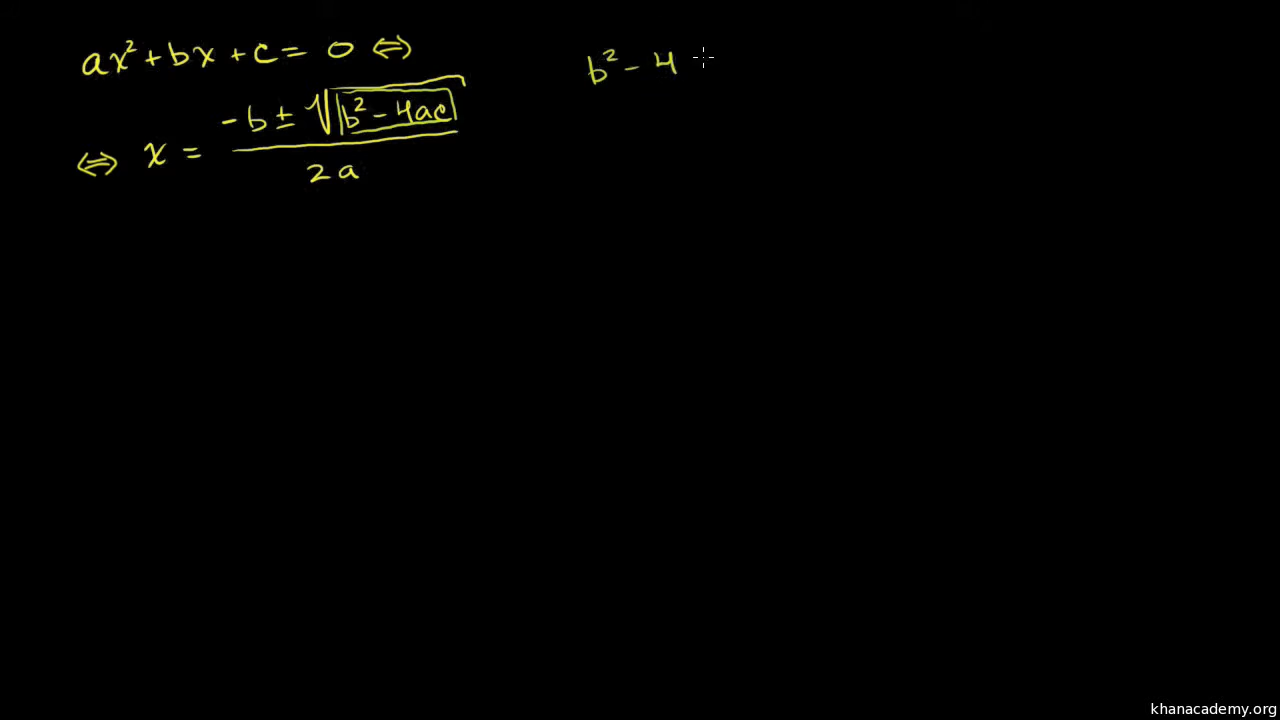 ax² + bx + c = 0 ⇔
⇔ x = (-b ± √(b² - 4ac)) / 2a
b² - 4
khanacademy.org